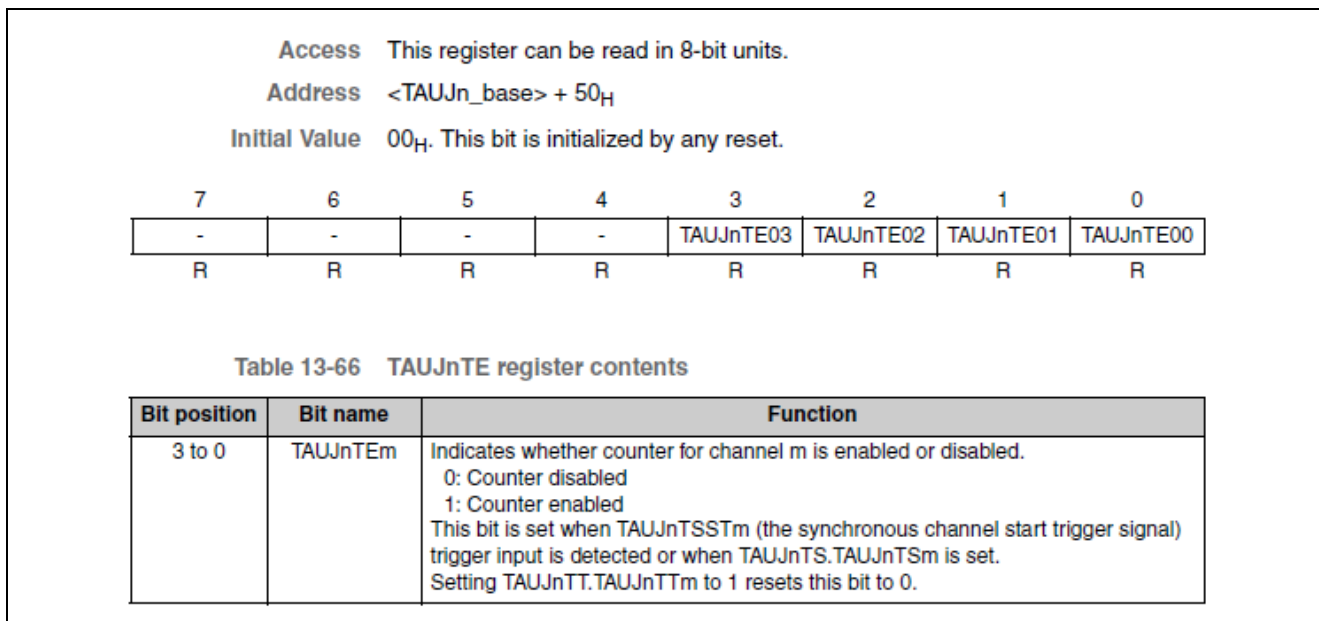 Access This register can be read in 8-bit units.
Address <TAUJn_base> + 50H
Initial Value 00H. This bit is initialized by any reset.
7 6 5 4 3 2 1 0
- - - - TAUJnTE03 TAUJnTE02 TAUJnTE01 TAUJnTE00
R R R R R R R R
Table 13-66 TAUJnTE register contents
Bit position Bit name Function
3 to 0 TAUJnTEm Indicates whether counter for channel m is enabled or disabled.
0: Counter disabled
1: Counter enabled
This bit is set when TAUJnTSSTm (the synchronous channel start trigger signal)
trigger input is detected or when TAUJnTS.TAUJnTSm is set.
Setting TAUJnTT.TAUJnTTm to 1 resets this bit to 0.